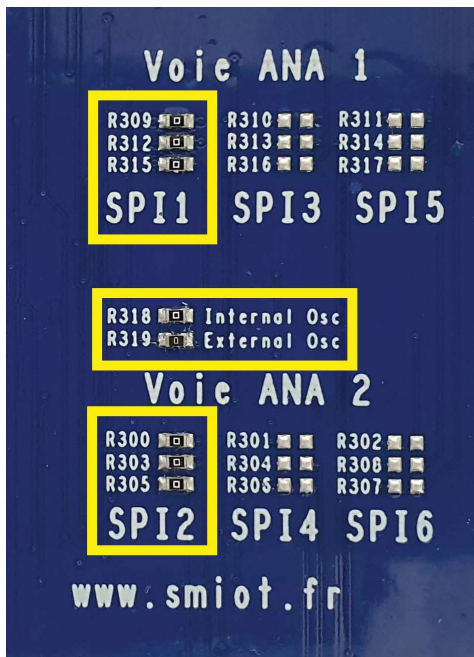 Voie ANA 1
R309 R310 R311
R312 R313 R314
R315 R316 R317
SPI1 SPI3 SPI5
R318 Internal Osc
R319 External Osc
Voie ANA 2
R300 R301 R302
R303 R304 R308
R305 R306 R307
SPI2 SPI4 SPI6
www.smiot.fr